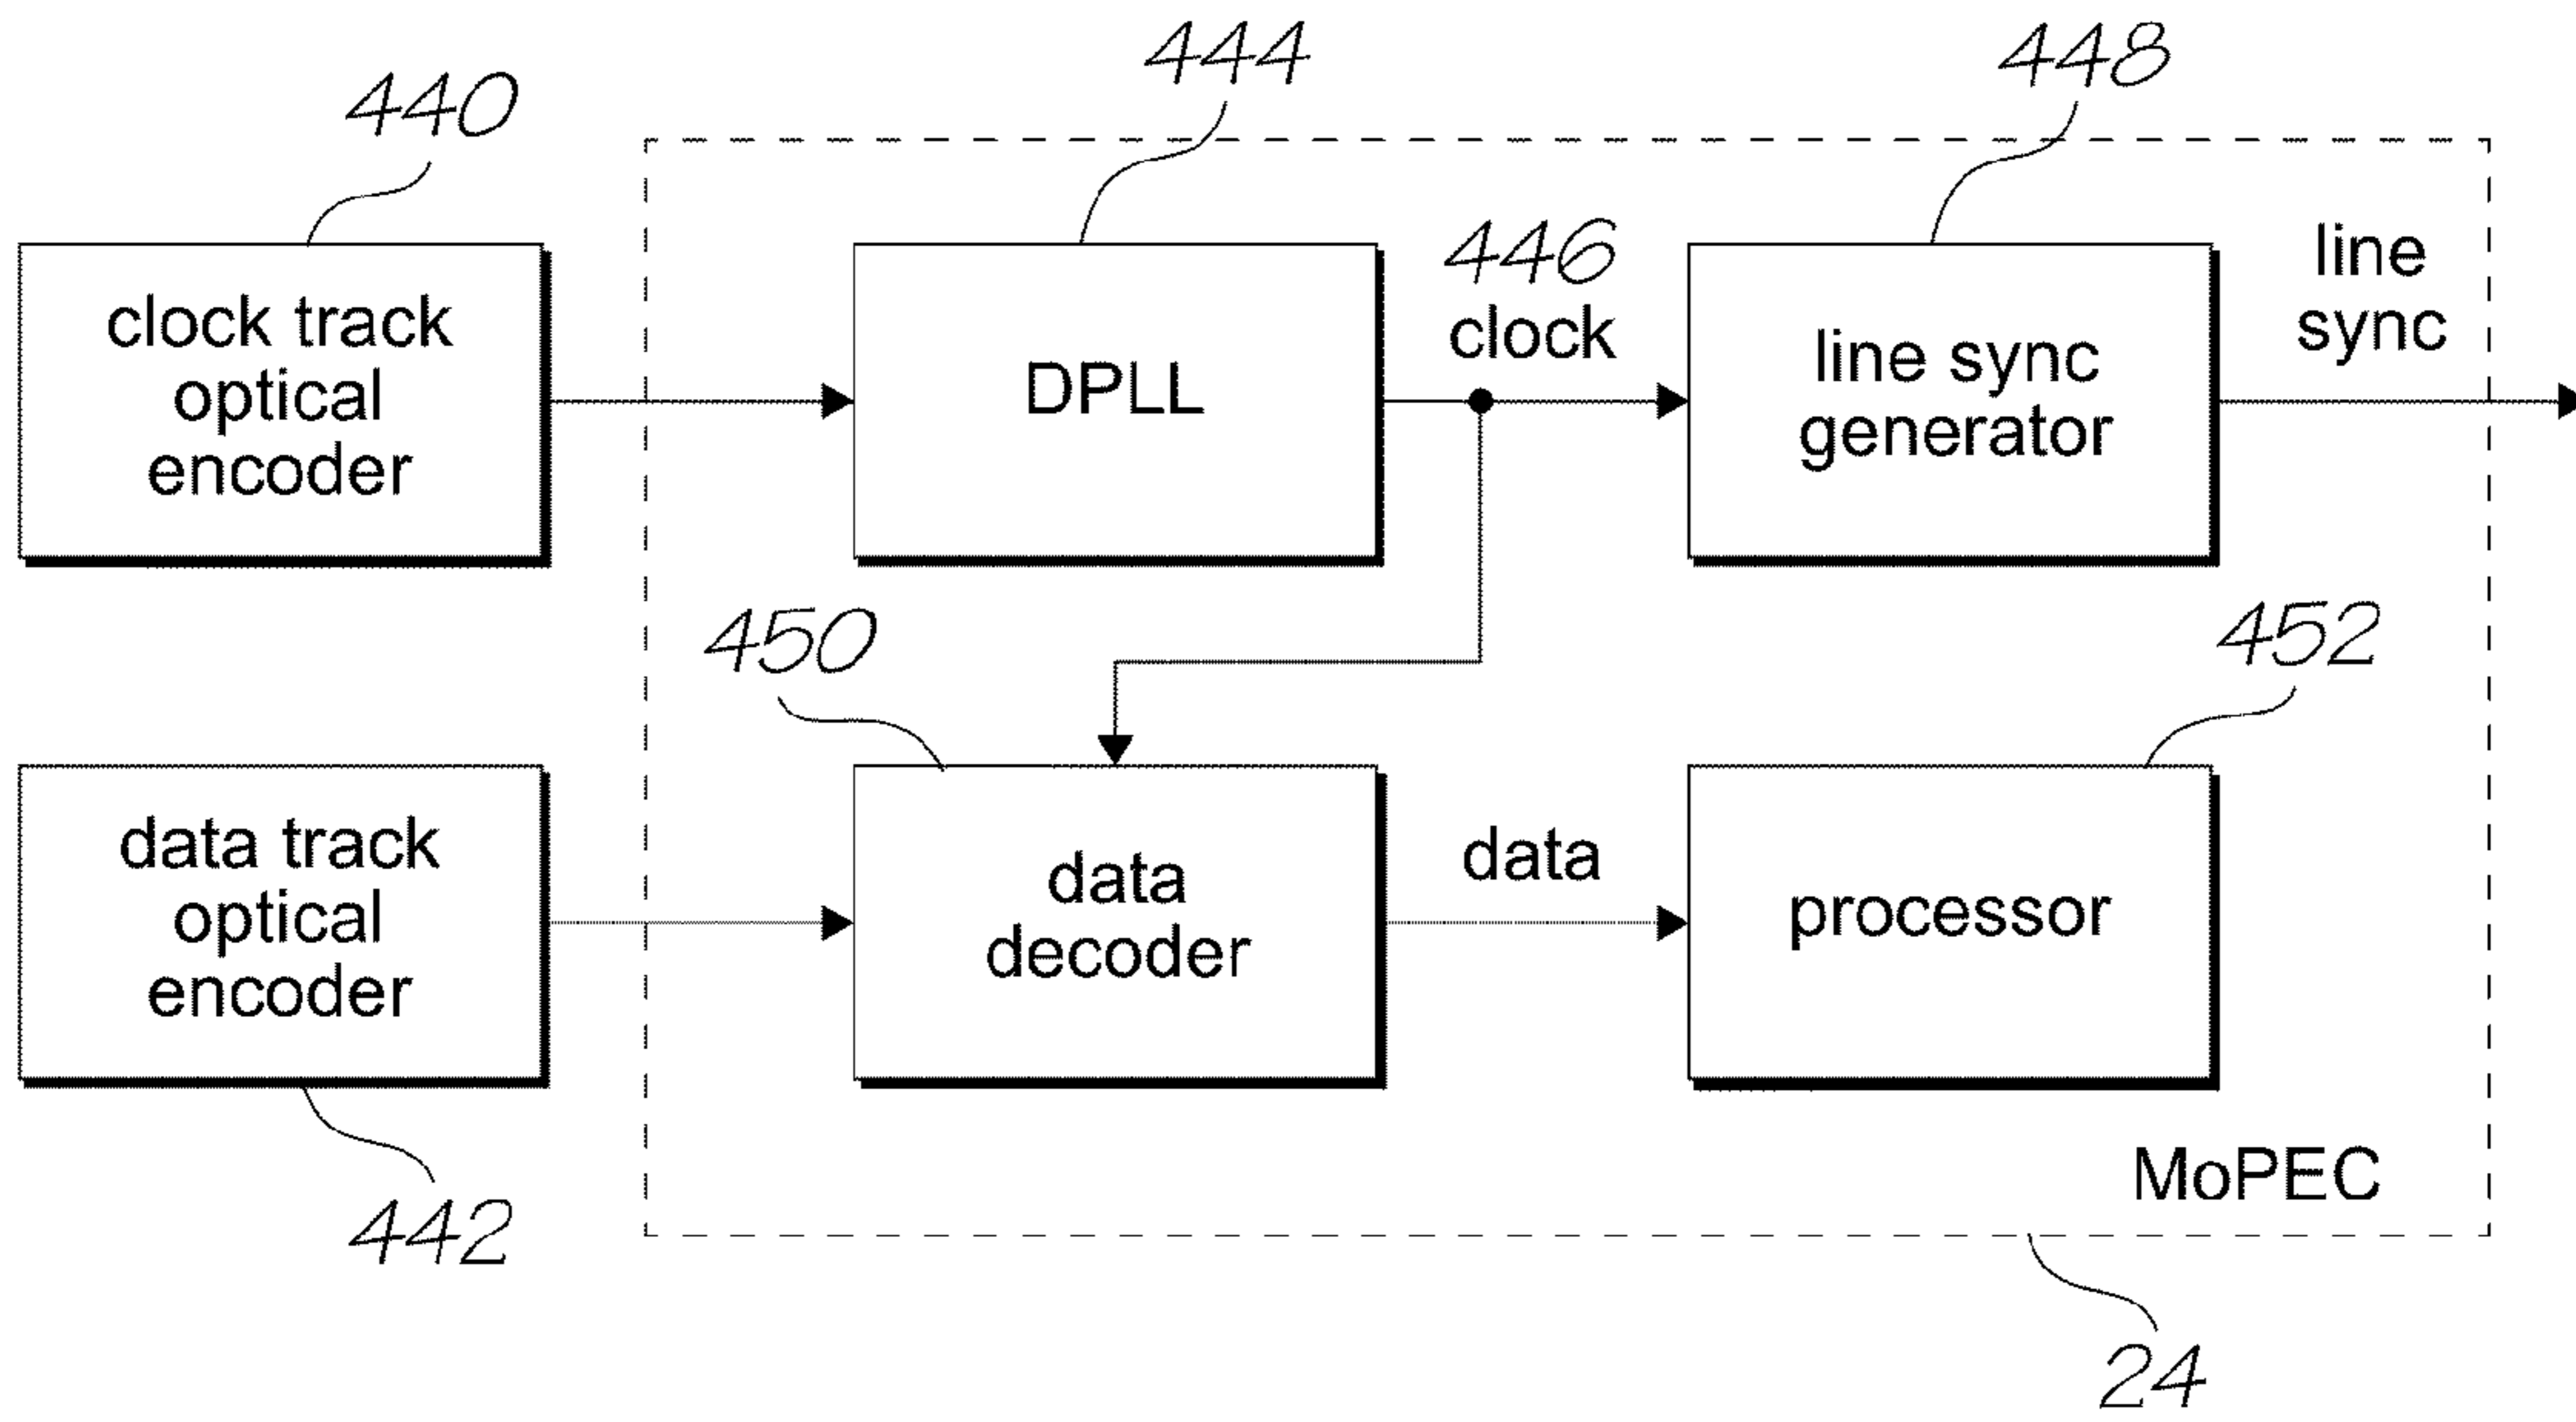 444
448
440
446
clock
line
sync
clock track
optical
encoder
DPLL
line sync
generator
450
452
data track
optical
encoder
data
decoder
data
processor
MoPEC
442
24